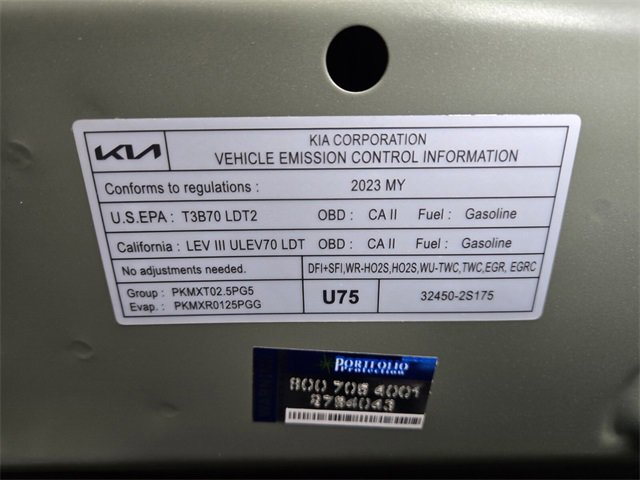 KIA
KIA CORPORATION
VEHICLE EMISSION CONTROL INFORMATION
Conforms to regulations : 2023 MY
U.S.EPA : T3B70 LDT2 OBD : CA II Fuel : Gasoline
California : LEV III ULEV70 LDT OBD : CA II Fuel : Gasoline
No adjustments needed. DFI+SFI,WR-HO2S,HO2S,WU-TWC,TWC,EGR, EGRC
Group : PKMXT02.5PG5
Evap. : PKMXR0125PGG
U75
32450-2S175
PORTFOLIO
Protection
800 705 4001